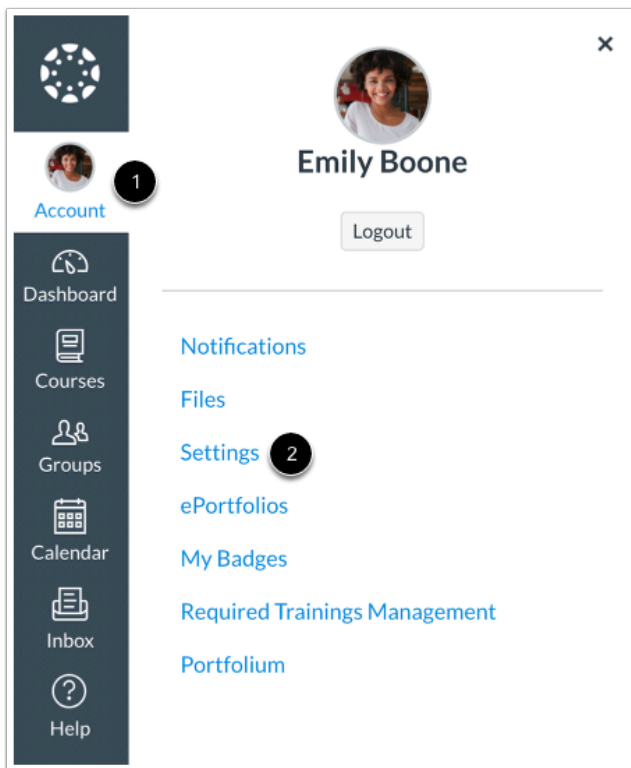 Account
1
Dashboard
Courses
Groups
Calendar
Inbox
Help
Emily Boone
Logout
Notifications
Files
Settings 2
ePortfolios
My Badges
Required Trainings Management
Portfolium